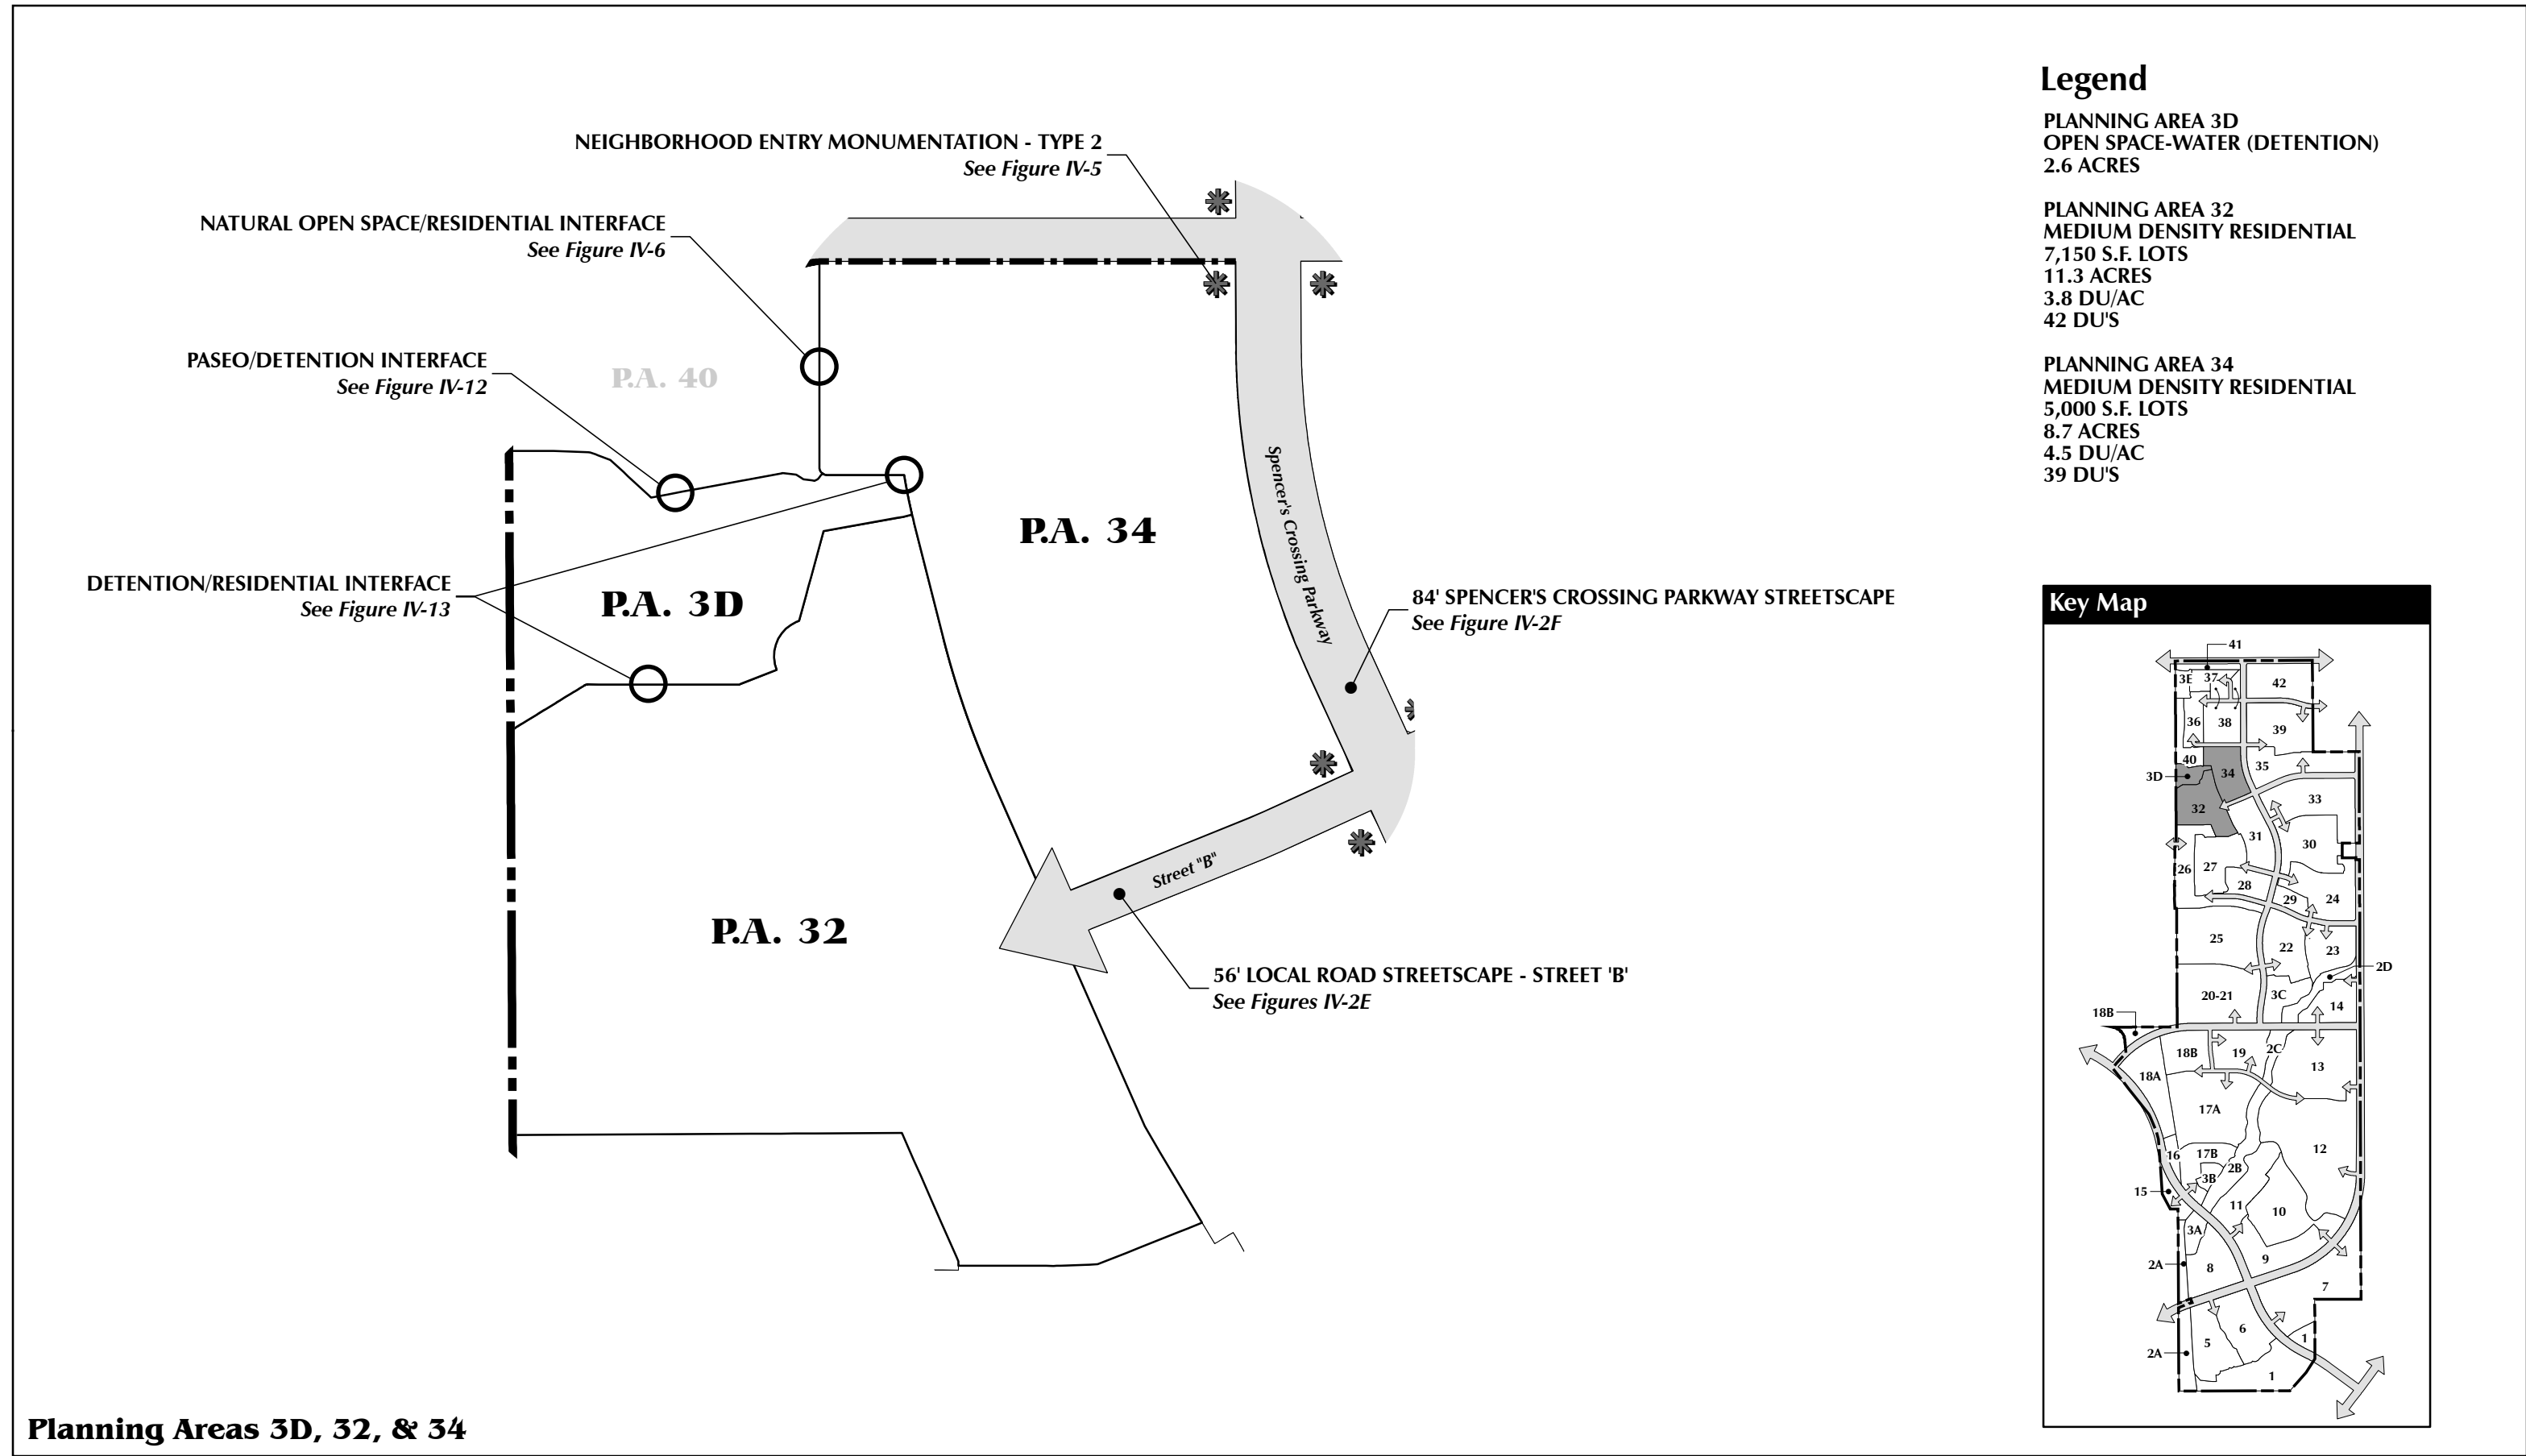 NEIGHBORHOOD ENTRY MONUMENTATION - TYPE 2
See Figure IV-5
NATURAL OPEN SPACE/RESIDENTIAL INTERFACE
See Figure IV-6
PASEO/DETENTION INTERFACE
See Figure IV-12
P.A. 40
DETENTION/RESIDENTIAL INTERFACE
See Figure IV-13
P.A. 3D
P.A. 34
Spencer's Crossing Parkway
84' SPENCER'S CROSSING PARKWAY STREETSCAPE
See Figure IV-2F
Street "B"
P.A. 32
56' LOCAL ROAD STREETSCAPE - STREET 'B'
See Figures IV-2E
Legend
PLANNING AREA 3D
OPEN SPACE-WATER (DETENTION)
2.6 ACRES
PLANNING AREA 32
MEDIUM DENSITY RESIDENTIAL
7,150 S.F. LOTS
11.3 ACRES
3.8 DU/AC
42 DU'S
PLANNING AREA 34
MEDIUM DENSITY RESIDENTIAL
5,000 S.F. LOTS
8.7 ACRES
4.5 DU/AC
39 DU'S
Key Map
41
3E
37
42
36
38
39
40
35
3D
34
32
33
31
30
26
27
28
29
24
25
22
23
2D
20-21
3C
14
18B
18B
19
2C
13
18A
17A
12
16
17B
2B
3B
15
11
10
3A
9
2A
8
7
6
5
1
2A
1
Planning Areas 3D, 32, & 34